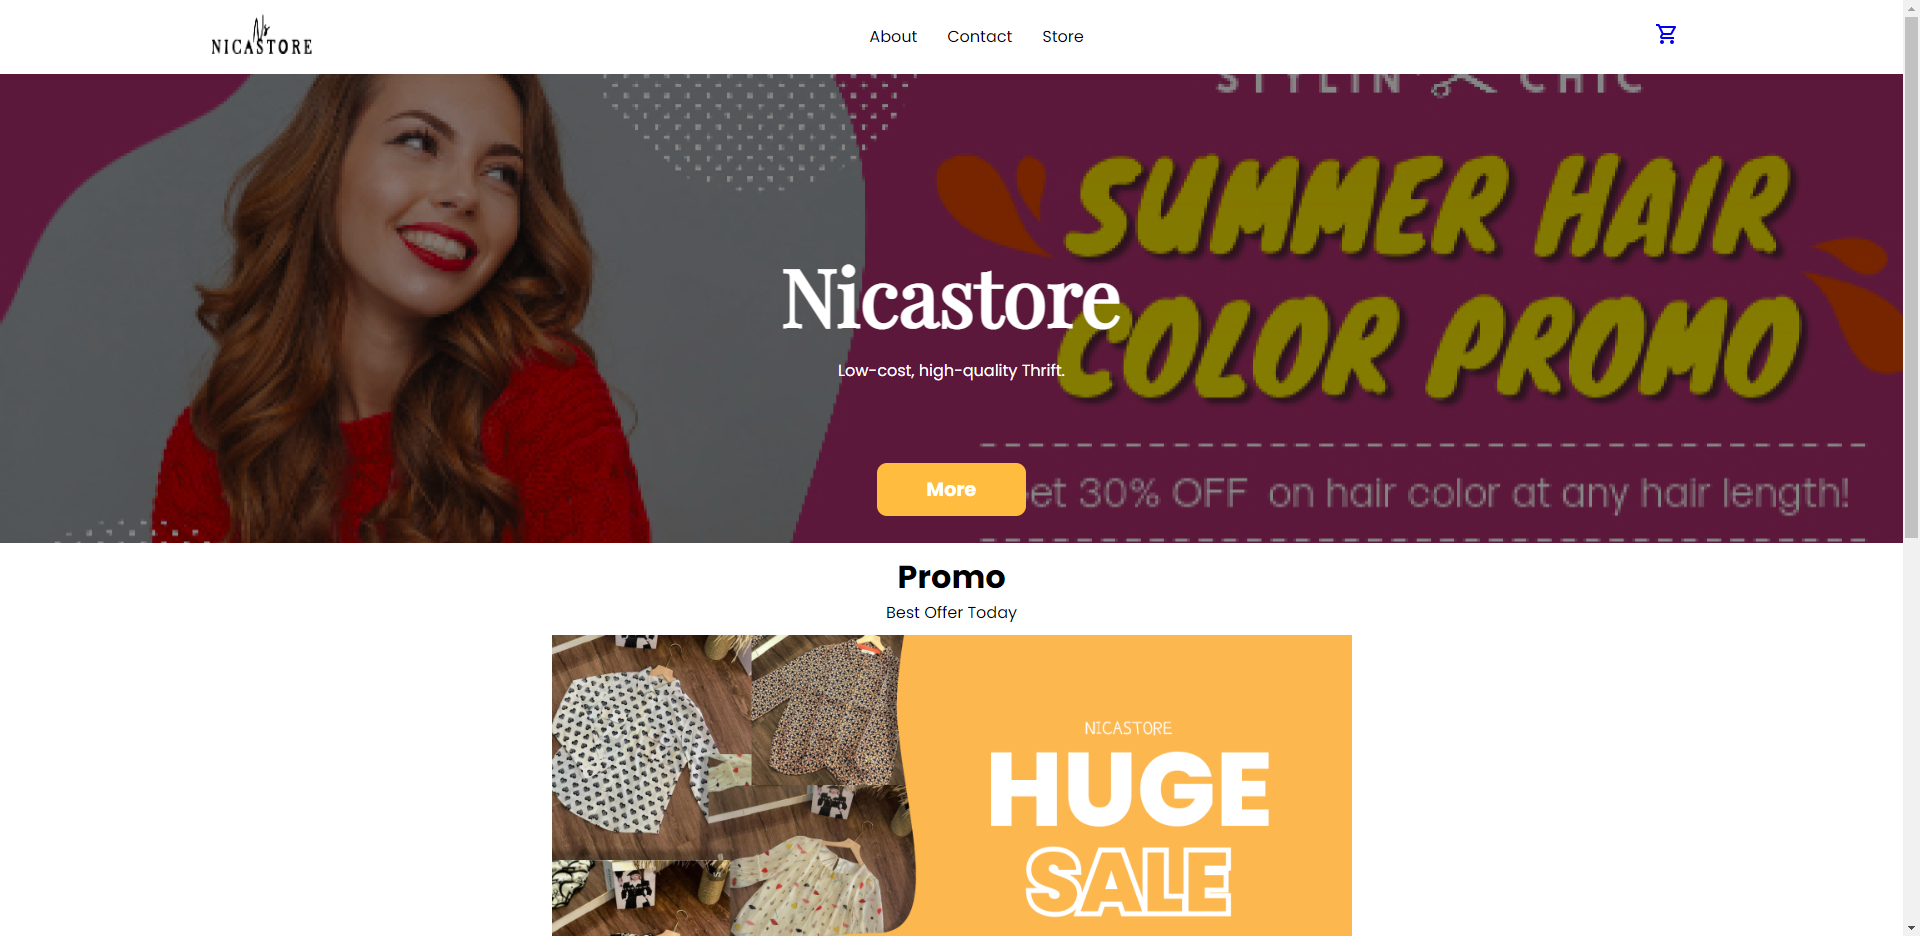 Ns
NICASTORE
About
Contact
Store
STYLIN CHIC
SUMMER HAIR
COLOR PROMO
Nicastore
Low-cost, high-quality Thrift.
More
et 30% OFF on hair color at any hair length!
Promo
Best Offer Today
NICASTORE
HUGE
SALE